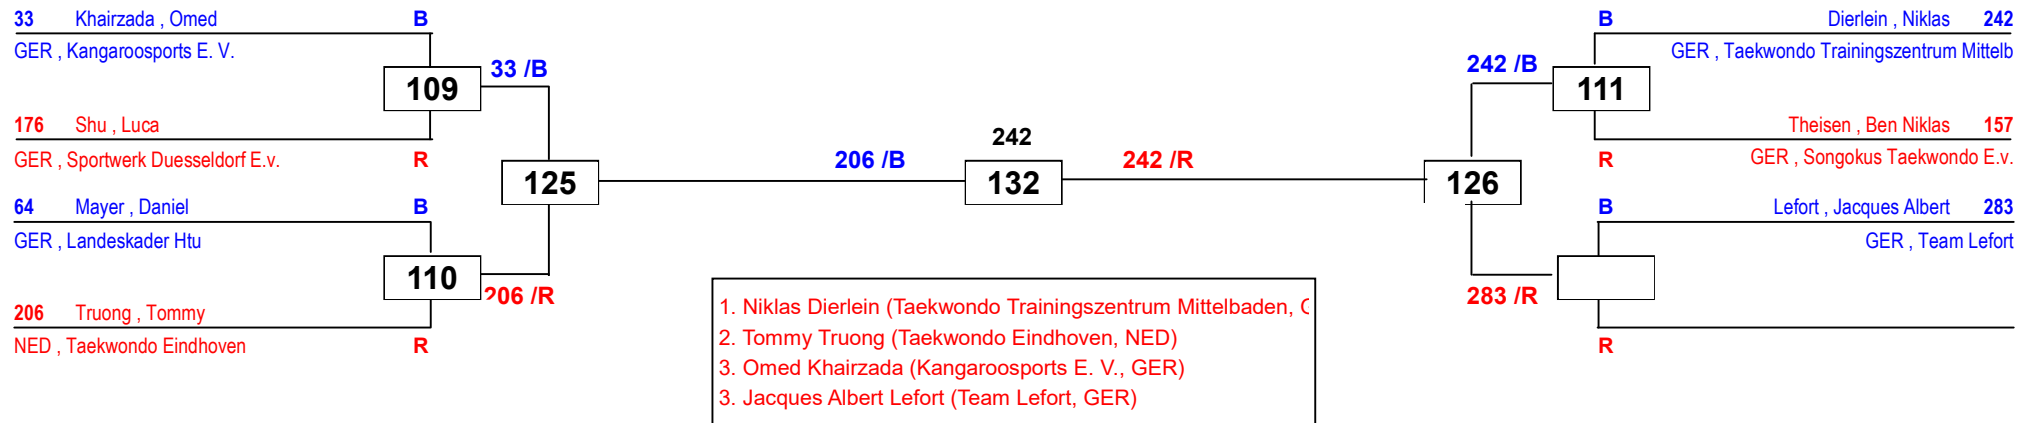 33 Khairzada , Omed B
GER , Kangaroosports E. V.
109
33 /B
176 Shu , Luca
GER , Sportwerk Duesseldorf E.v. R
125
64 Mayer , Daniel B
GER , Landeskader Htu
110
206 /R
206 Truong , Tommy
NED , Taekwondo Eindhoven R
206 /B
242
132
242 /R
B Dierlein , Niklas 242
GER , Taekwondo Trainingszentrum Mittelb
242 /B
111
Theisen , Ben Niklas 157
R GER , Songokus Taekwondo E.v.
126
B Lefort , Jacques Albert 283
GER , Team Lefort
283 /R
R
1. Niklas Dierlein (Taekwondo Trainingszentrum Mittelbaden,
2. Tommy Truong (Taekwondo Eindhoven, NED)
3. Omed Khairzada (Kangaroosports E. V., GER)
3. Jacques Albert Lefort (Team Lefort, GER)